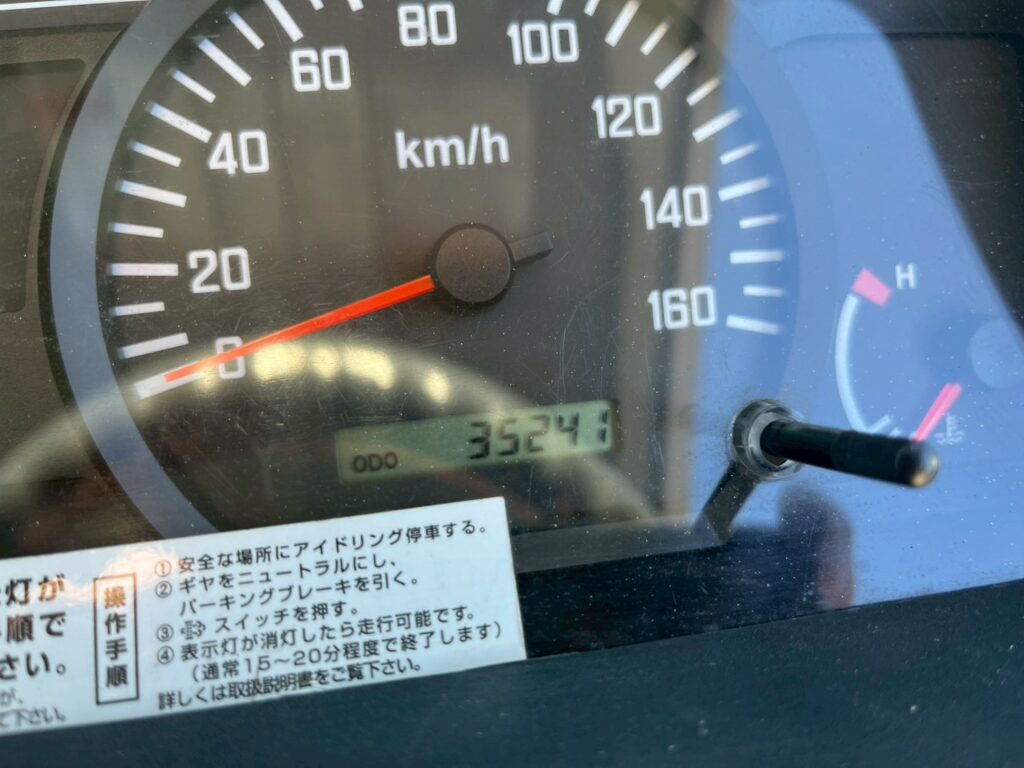 80
60
100
120
40
km/h
140
20
160
H
0
ODO 35241
灯が
順で
さい。
が、
て下さい。
操作手順
① 安全な場所にアイドリング停車する。
② ギヤをニュートラルにし、
パーキングブレーキを引く。
③ スイッチを押す。
④ 表示灯が消灯したら走行可能です。
(通常15~20分程度で終了します)
詳しくは取扱説明書をご覧下さい。